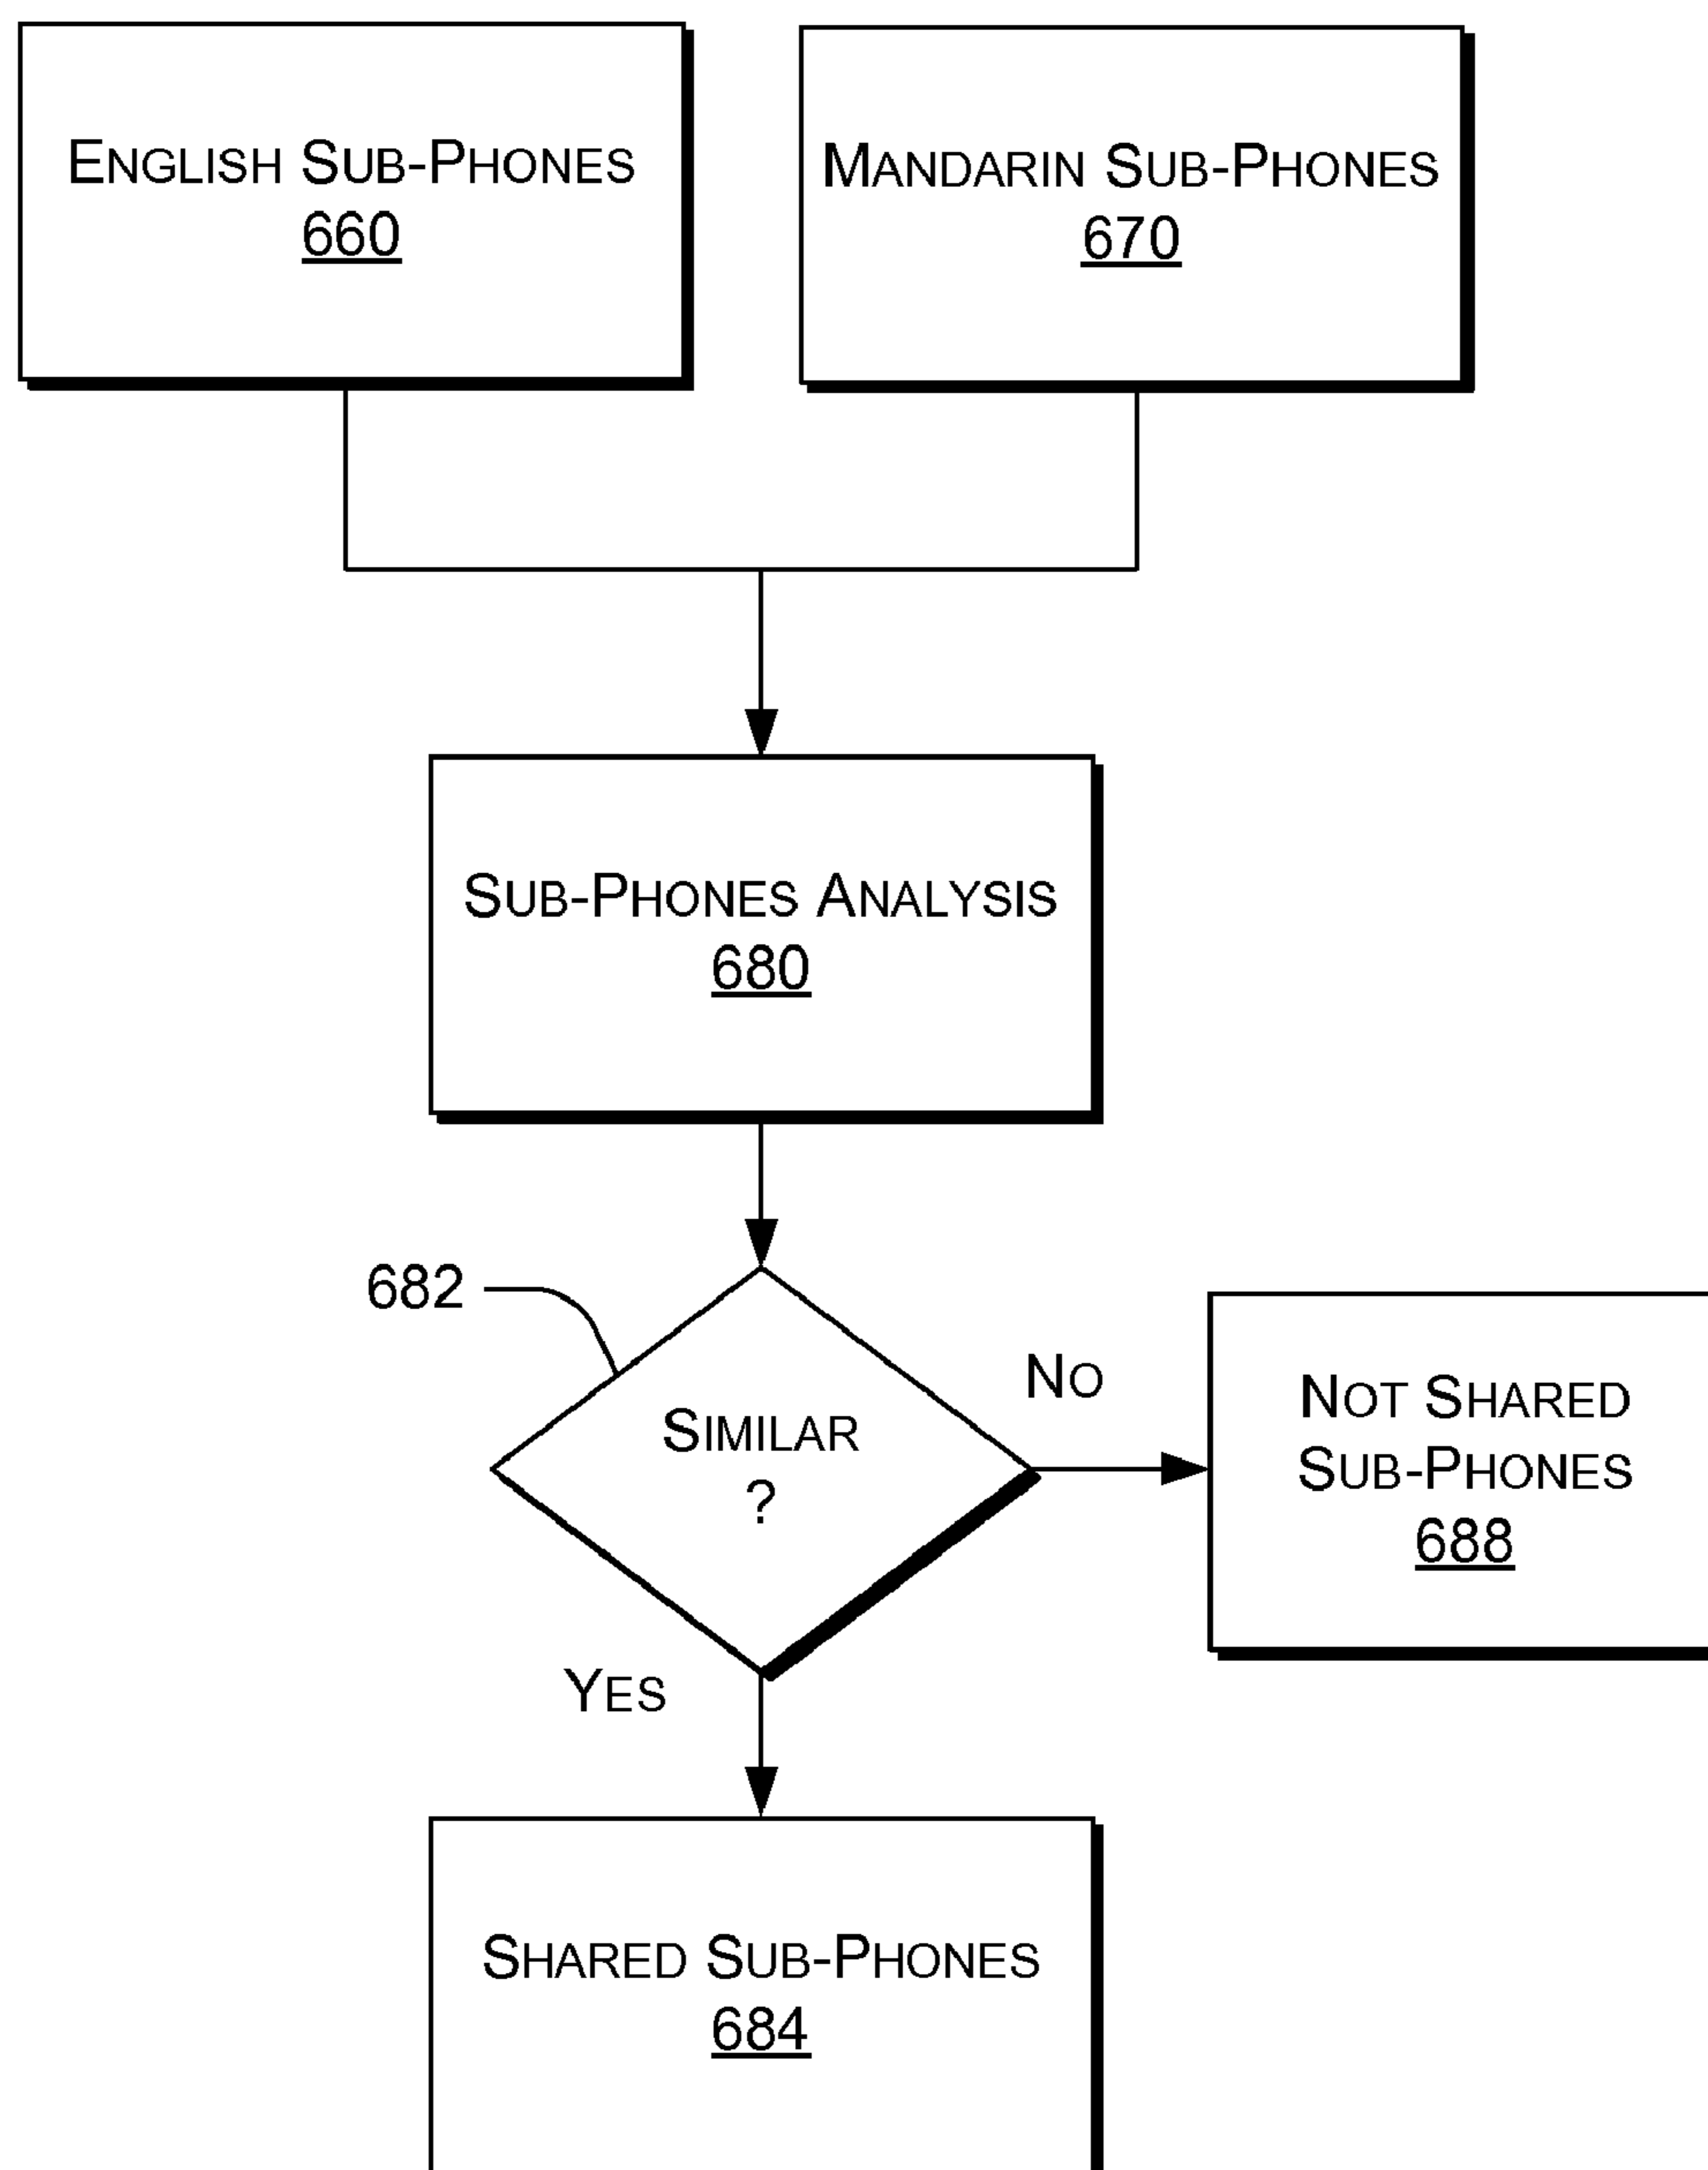 English Sub-Phones
660
Mandarin Sub-Phones
670
Sub-Phones Analysis
680
682
Similar
?
No
Not Shared
Sub-Phones
688
Yes
Shared Sub-Phones
684